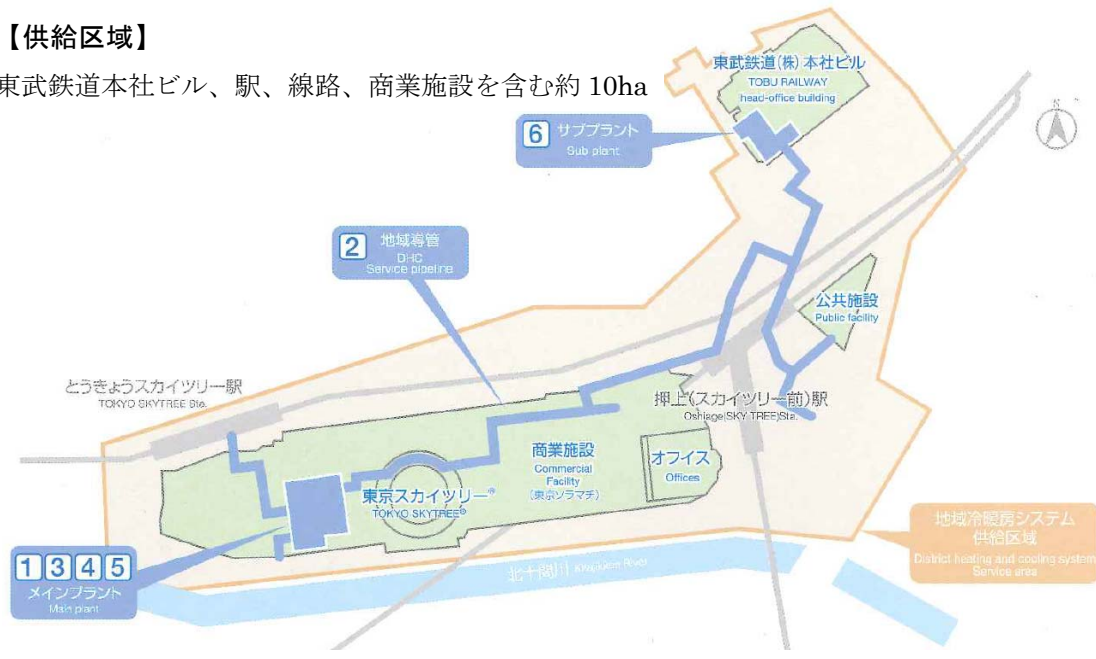 【供給区域】
東武鉄道本社ビル、駅、線路、商業施設を含む約 10ha
東武鉄道(株)本社ビル
TOBU RAILWAY
head-office building
N
6 サブプラント
Sub plant
2 地域導管
DHC
Service pipeline
公共施設
Public facility
とうきょうスカイツリー駅
TOKYO SKYTREE Sta.
押上(スカイツリー前)駅
Oshiage(SKYTREE)Sta.
商業施設
Commercial
Facility
(東京ソラマチ)
オフィス
Offices
東京スカイツリー®
TOKYO SKYTREE®
地域冷暖房システム
供給区域
District heating and cooling system
Service area
1 3 4 5
メインプラント
Main plant
北十間川
River